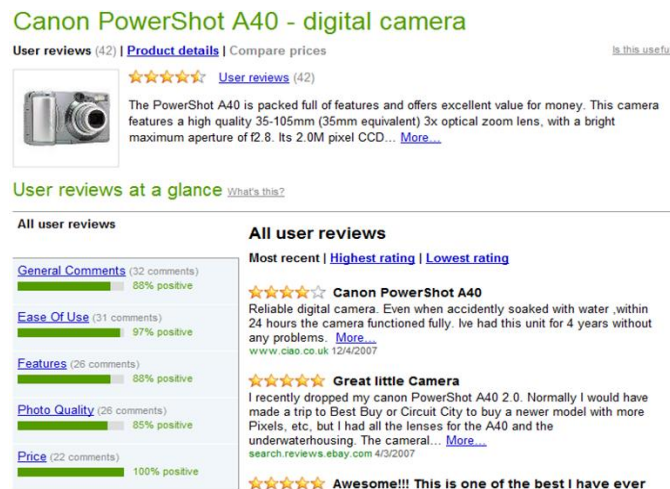 Canon PowerShot A40 - digital camera
User reviews (42) | Product details | Compare prices
Is this usefu
User reviews (42)
The PowerShot A40 is packed full of features and offers excellent value for money. This camera
features a high quality 35-105mm (35mm equivalent) 3x optical zoom lens, with a bright
maximum aperture of f2.8. Its 2.0M pixel CCD... More...
User reviews at a glance What's this?
All user reviews
General Comments (32 comments)
88% positive
Ease Of Use (31 comments)
97% positive
Features (26 comments)
88% positive
Photo Quality (26 comments)
85% positive
Price (22 comments)
100% positive
All user reviews
Most recent | Highest rating | Lowest rating
Canon PowerShot A40
Reliable digital camera. Even when accidently soaked with water ,within
24 hours the camera functioned fully. Ive had this unit for 4 years without
any problems. More...
www.ciao.co.uk 12/4/2007
Great little Camera
I recently dropped my canon PowerShot A40 2.0. Normally I would have
made a trip to Best Buy or Circuit City to buy a newer model with more
Pixels, etc, but I had all the lenses for the A40 and the
underwaterhousing. The cameral... More...
search.reviews.ebay.com 4/3/2007
Awesome!!! This is one of the best I have ever